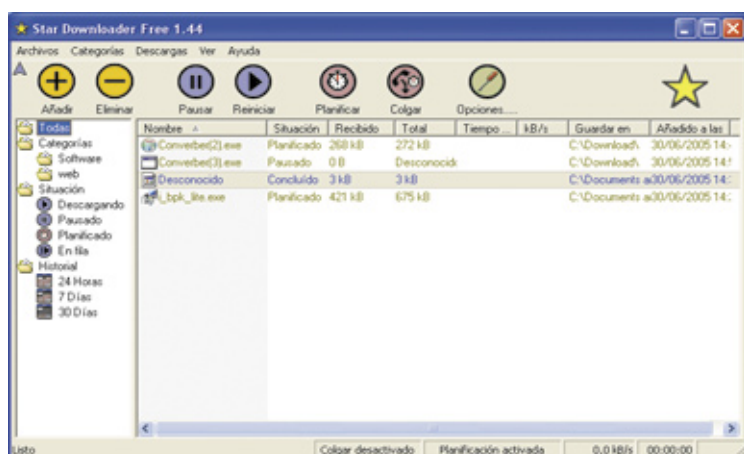 Star Downloader Free 1.44
Archivos Categorías Descargas Ver Ayuda
Añadir Eliminar Pausar Reiniciar Planificar Colgar Opciones.....
Todas
Categorías
Software
web
Situación
Descargando
Pausado
Planificado
En fila
Historial
24 Horas
7 Días
30 Días
Nombre Situación Recibido Total Tiempo ... kB/s Guardar en Añadido a las
Converber(2).exe Planificado 268 kB 272 kB C:\Download\ 30/06/2005 14:
Converber(3).exe Pausado 0 B Desconocido C:\Download\ 30/06/2005 14:
Desconocido Concluído 3 kB 3 kB C:\Documents 30/06/2005 14:
i_bpk_lite.exe Planificado 421 kB 675 kB C:\Documents 30/06/2005 14:
Listo Colgar desactivado Planificación activada 0,0 kB/s 00:00:00